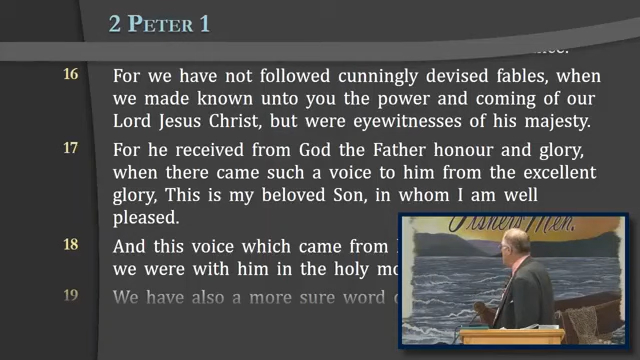 2 PETER 1
16 For we have not followed cunningly devised fables, when
we made known unto you the power and coming of our
Lord Jesus Christ, but were eyewitnesses of his majesty.
17 For he received from God the Father honour and glory,
when there came such a voice to him from the excellent
glory, This is my beloved Son, in whom I am well
pleased.
18 And this voice which came from
we were with him in the holy
19 We have also a more sure word
Fishers Men.